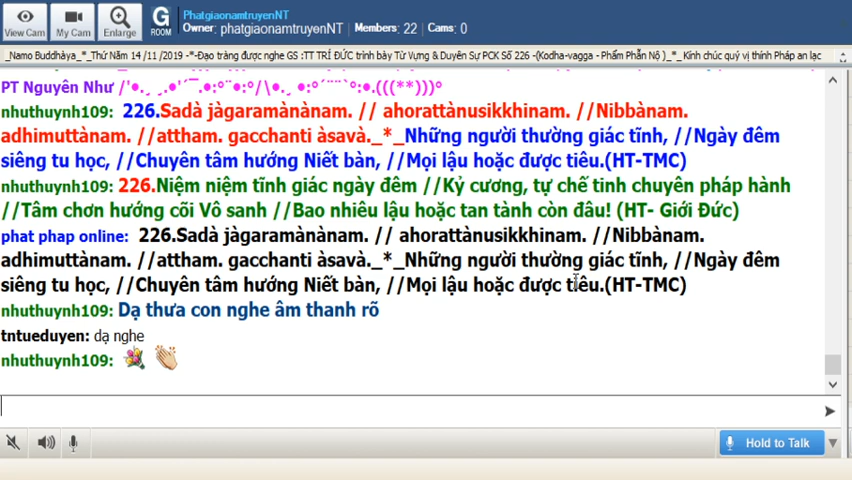 View Cam
My Cam
Enlarge
G
ROOM
PhatgiaonamtruyenNT
Owner: phatgiaonamtruyenNT Members: 22 Cams: 0
_Namo Buddhàya_*_Thứ Năm 14 /11 /2019 -*-Đạo tràng được nghe GS :TT TRÍ ĐỨC trình bày Từ Vựng & Duyên Sự PCK Số 226 -(Kodha-vagga - Phẩm Phẫn Nộ )_*_ Kính chúc quý vị thính Pháp an lạc
PT Nguyên Như /'•. ¸ .•'´¯.•:°¨•:°/\•.¸ •:°´¨¨`°:•.(((**)))°
nhuthuynh109: 226.Sadà jàgaramànànam. // ahorattànusikkhinam. //Nibbànam.
adhimuttànam. //attham. gacchanti àsavà._*_Những người thường giác tĩnh, //Ngày đêm
siêng tu học, //Chuyên tâm hướng Niết bàn, //Mọi lậu hoặc được tiêu.(HT-TMC)
nhuthuynh109: 226.Niệm niệm tĩnh giác ngày đêm //Kỷ cương, tự chế tinh chuyên pháp hành
//Tâm chơn hướng cõi Vô sanh //Bao nhiêu lậu hoặc tan tành còn đâu! (HT- Giới Đức)
phat phap online: 226.Sadà jàgaramànànam. // ahorattànusikkhinam. //Nibbànam.
adhimuttànam. //attham. gacchanti àsavà._*_Những người thường giác tĩnh, //Ngày đêm
siêng tu học, //Chuyên tâm hướng Niết bàn, //Mọi lậu hoặc được tiêu.(HT-TMC)
nhuthuynh109: Dạ thưa con nghe âm thanh rõ
tntueduyen: dạ nghe
nhuthuynh109:
Hold to Talk